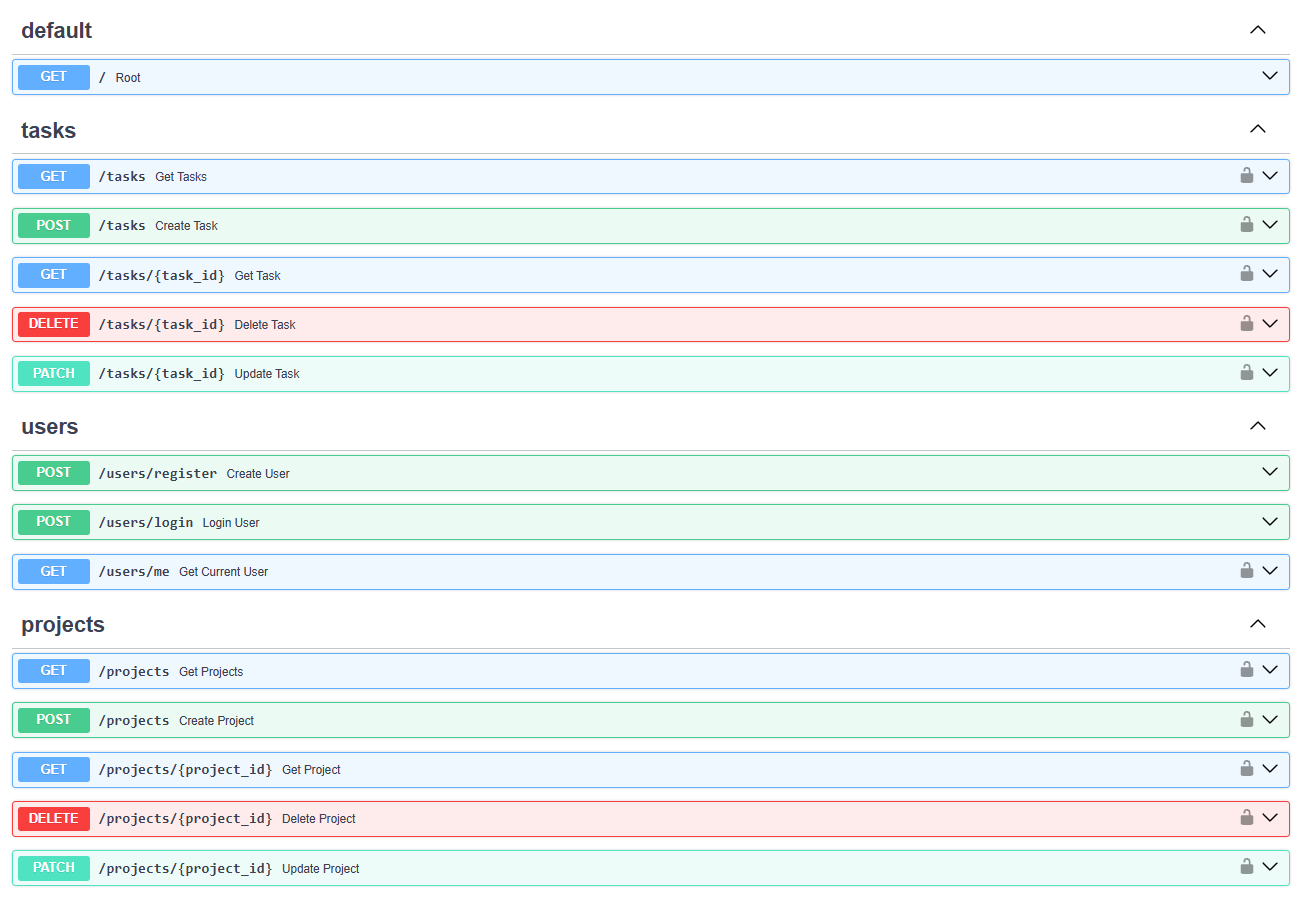 default
GET / Root
tasks
GET /tasks Get Tasks
POST /tasks Create Task
GET /tasks/{task_id} Get Task
DELETE /tasks/{task_id} Delete Task
PATCH /tasks/{task_id} Update Task
users
POST /users/register Create User
POST /users/login Login User
GET /users/me Get Current User
projects
GET /projects Get Projects
POST /projects Create Project
GET /projects/{project_id} Get Project
DELETE /projects/{project_id} Delete Project
PATCH /projects/{project_id} Update Project